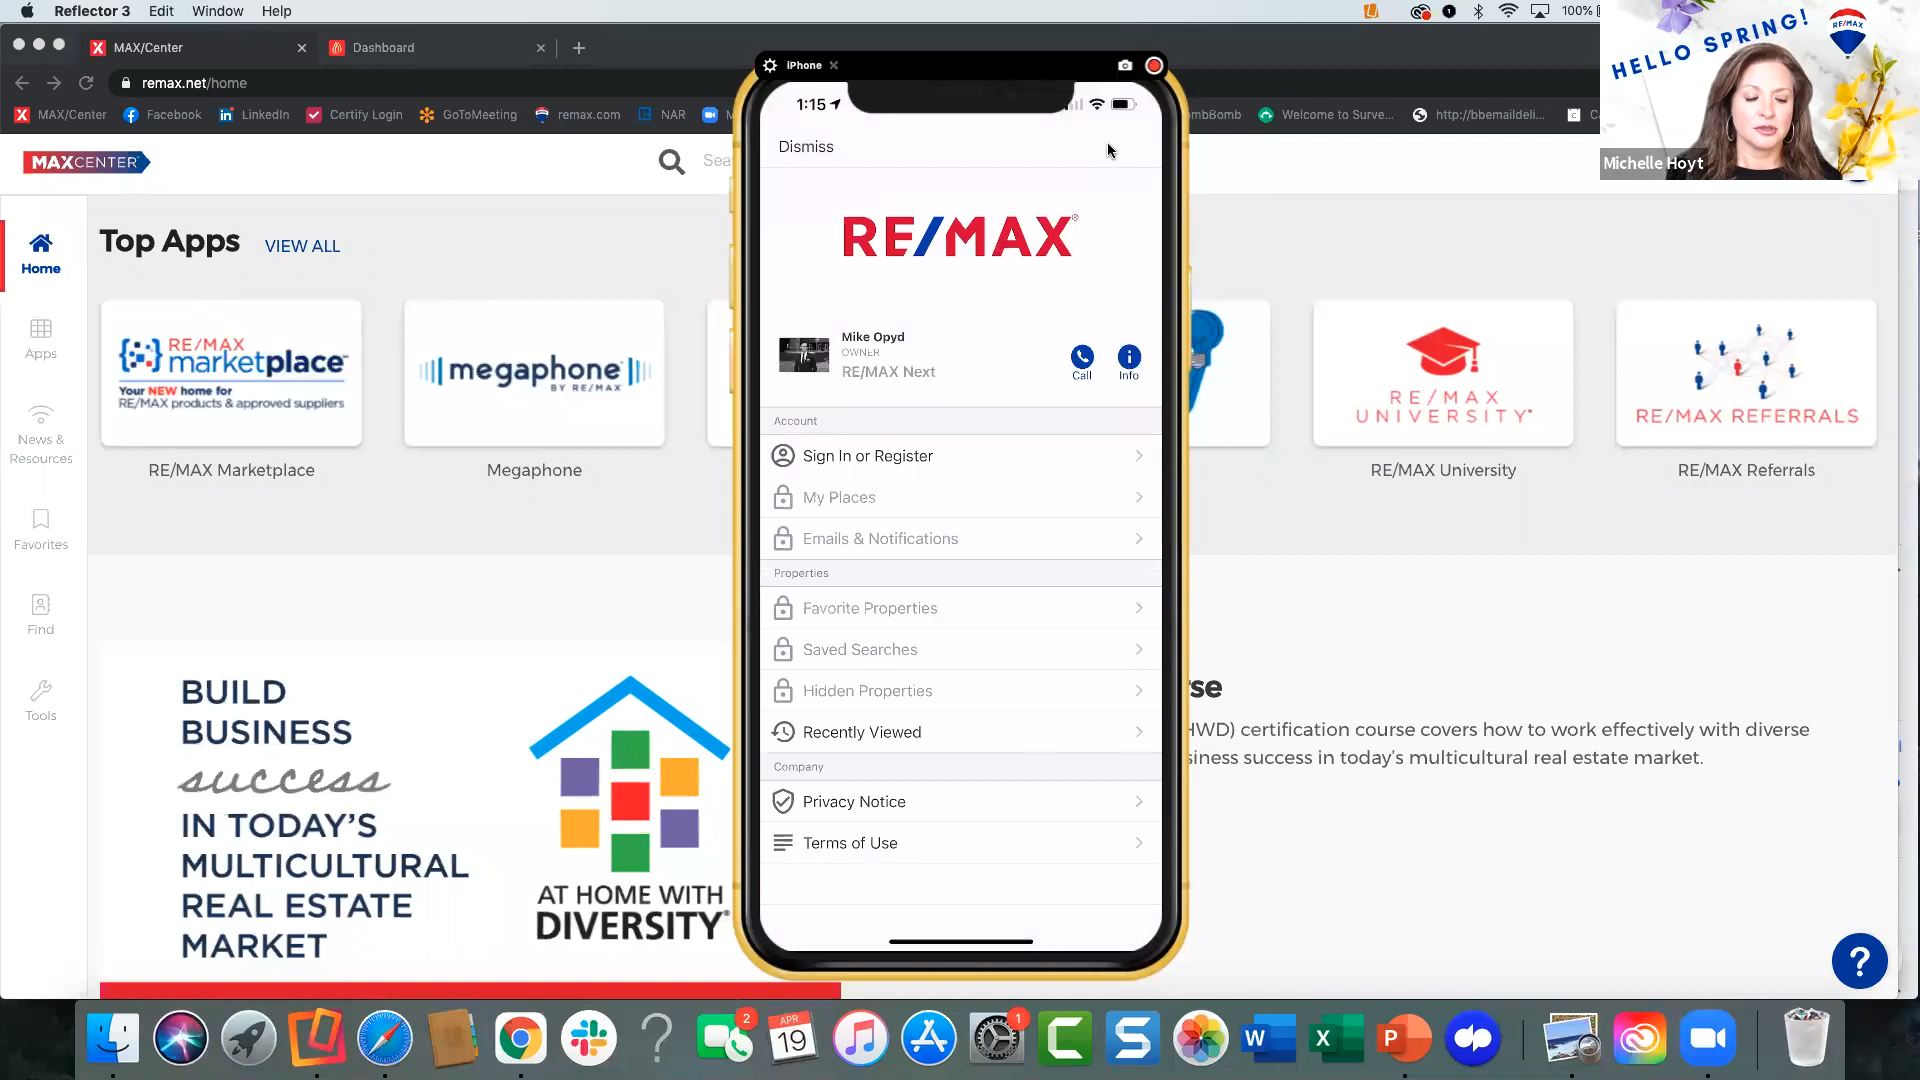 Reflector 3 Edit Window Help
100%
MAX/Center
Dashboard
remax.net/home
MAX/Center
Facebook
LinkedIn
Certify Login
GoToMeeting
remax.com
NAR
Welcome to Surve...
http://bbemaildeli...
HELLO SPRING!
RE/MAX
Michelle Hoyt
MAXCENTER
Top Apps VIEW ALL
Home
Apps
News &
Resources
Favorites
Find
Tools
RE/MAX
marketplace
Your NEW home for
RE/MAX products & approved suppliers
RE/MAX Marketplace
megaphone
BY RE/MAX
Megaphone
RE/MAX
UNIVERSITY
RE/MAX University
RE/MAX REFERRALS
RE/MAX Referrals
iPhone
1:15
Dismiss
RE/MAX®
Mike Opyd
OWNER
RE/MAX Next
Call
Info
Account
Sign In or Register
My Places
Emails & Notifications
Properties
Favorite Properties
Saved Searches
Hidden Properties
Recently Viewed
Company
Privacy Notice
Terms of Use
BUILD
BUSINESS
success
IN TODAY'S
MULTICULTURAL
REAL ESTATE
MARKET
AT HOME WITH
DIVERSITY®
certification course covers how to work effectively with diverse
success in today's multicultural real estate market.
?
2
APR
19
1